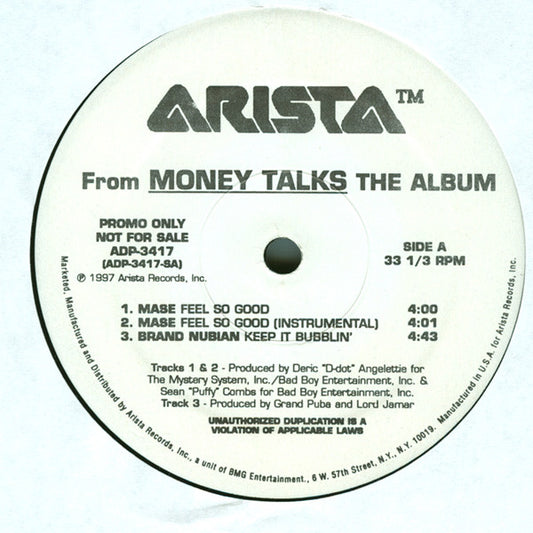 ARISTA™
From MONEY TALKS THE ALBUM
PROMO ONLY
NOT FOR SALE
ADP-3417
(ADP-3417-SA)
℗ 1997 Arista Records, Inc.
SIDE A
33 1/3 RPM
1. MASE FEEL SO GOOD 4:00
2. MASE FEEL SO GOOD (INSTRUMENTAL) 4:01
3. BRAND NUBIAN KEEP IT BUBBLIN' 4:43
Tracks 1 & 2 - Produced by Deric "D-dot" Angelettie for
The Mystery System, Inc./Bad Boy Entertainment, Inc. &
Sean "Puffy" Combs for Bad Boy Entertainment, Inc.
Track 3 - Produced by Grand Puba and Lord Jamar
UNAUTHORIZED DUPLICATION IS A
VIOLATION OF APPLICABLE LAWS
Marketed, Manufactured and Distributed by Arista Records, Inc., a unit of BMG Entertainment., 6 W. 57th Street, N.Y., N.Y. 10019. Manufactured in U.S.A. for Arista Records, Inc.